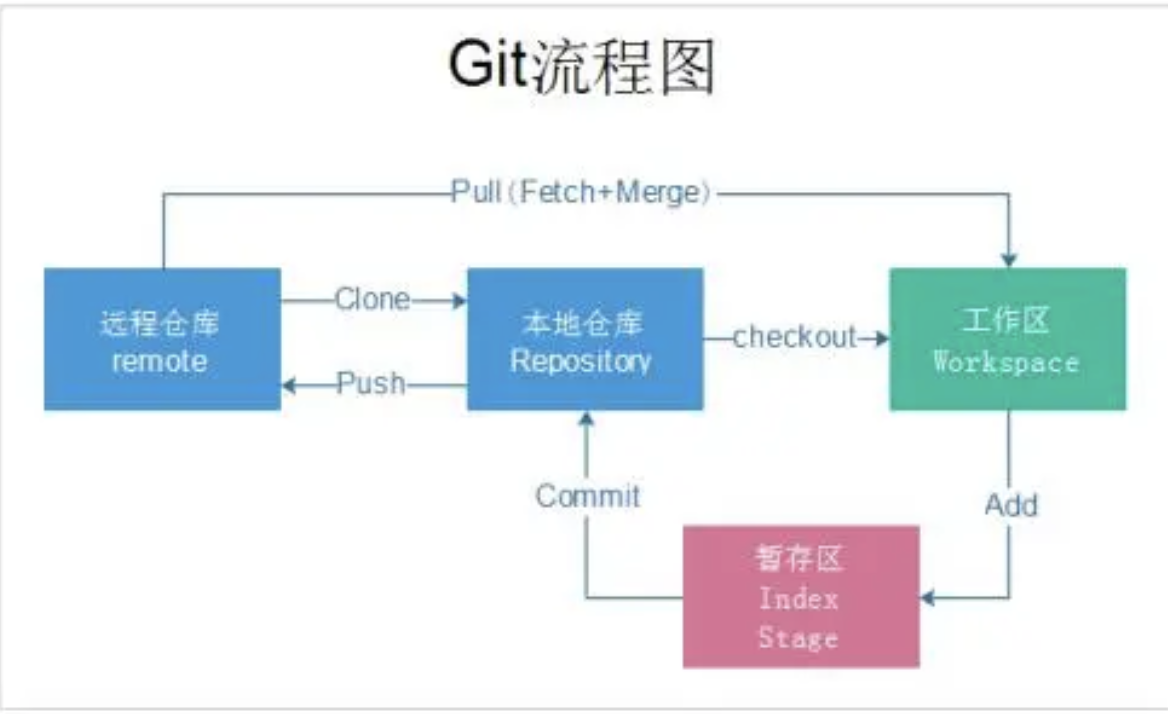 Git流程图
Pull(Fetch+Merge)
远程仓库
remote
Clone
Push
本地仓库
Repository
checkout
工作区
Workspace
Commit
Add
暂存区
Index
Stage